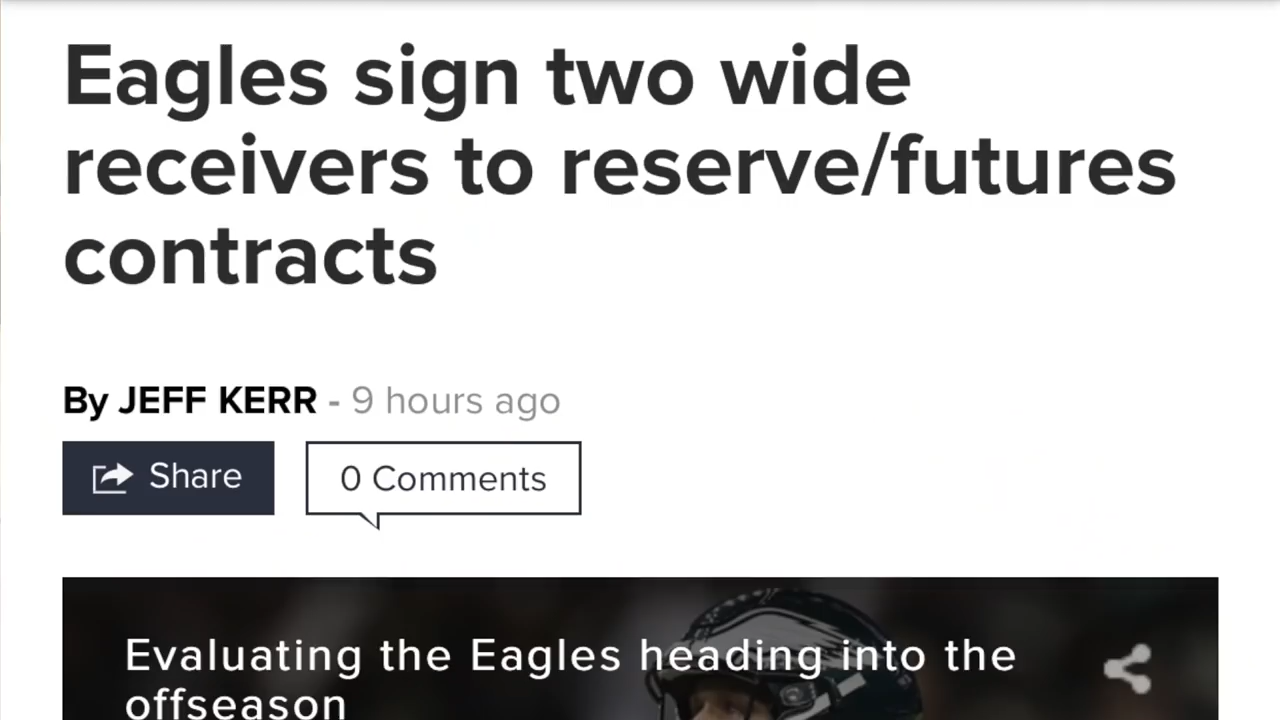 Eagles sign two wide
receivers to reserve/futures
contracts
By JEFF KERR - 9 hours ago
Share
0 Comments
Evaluating the Eagles heading into the
offseason